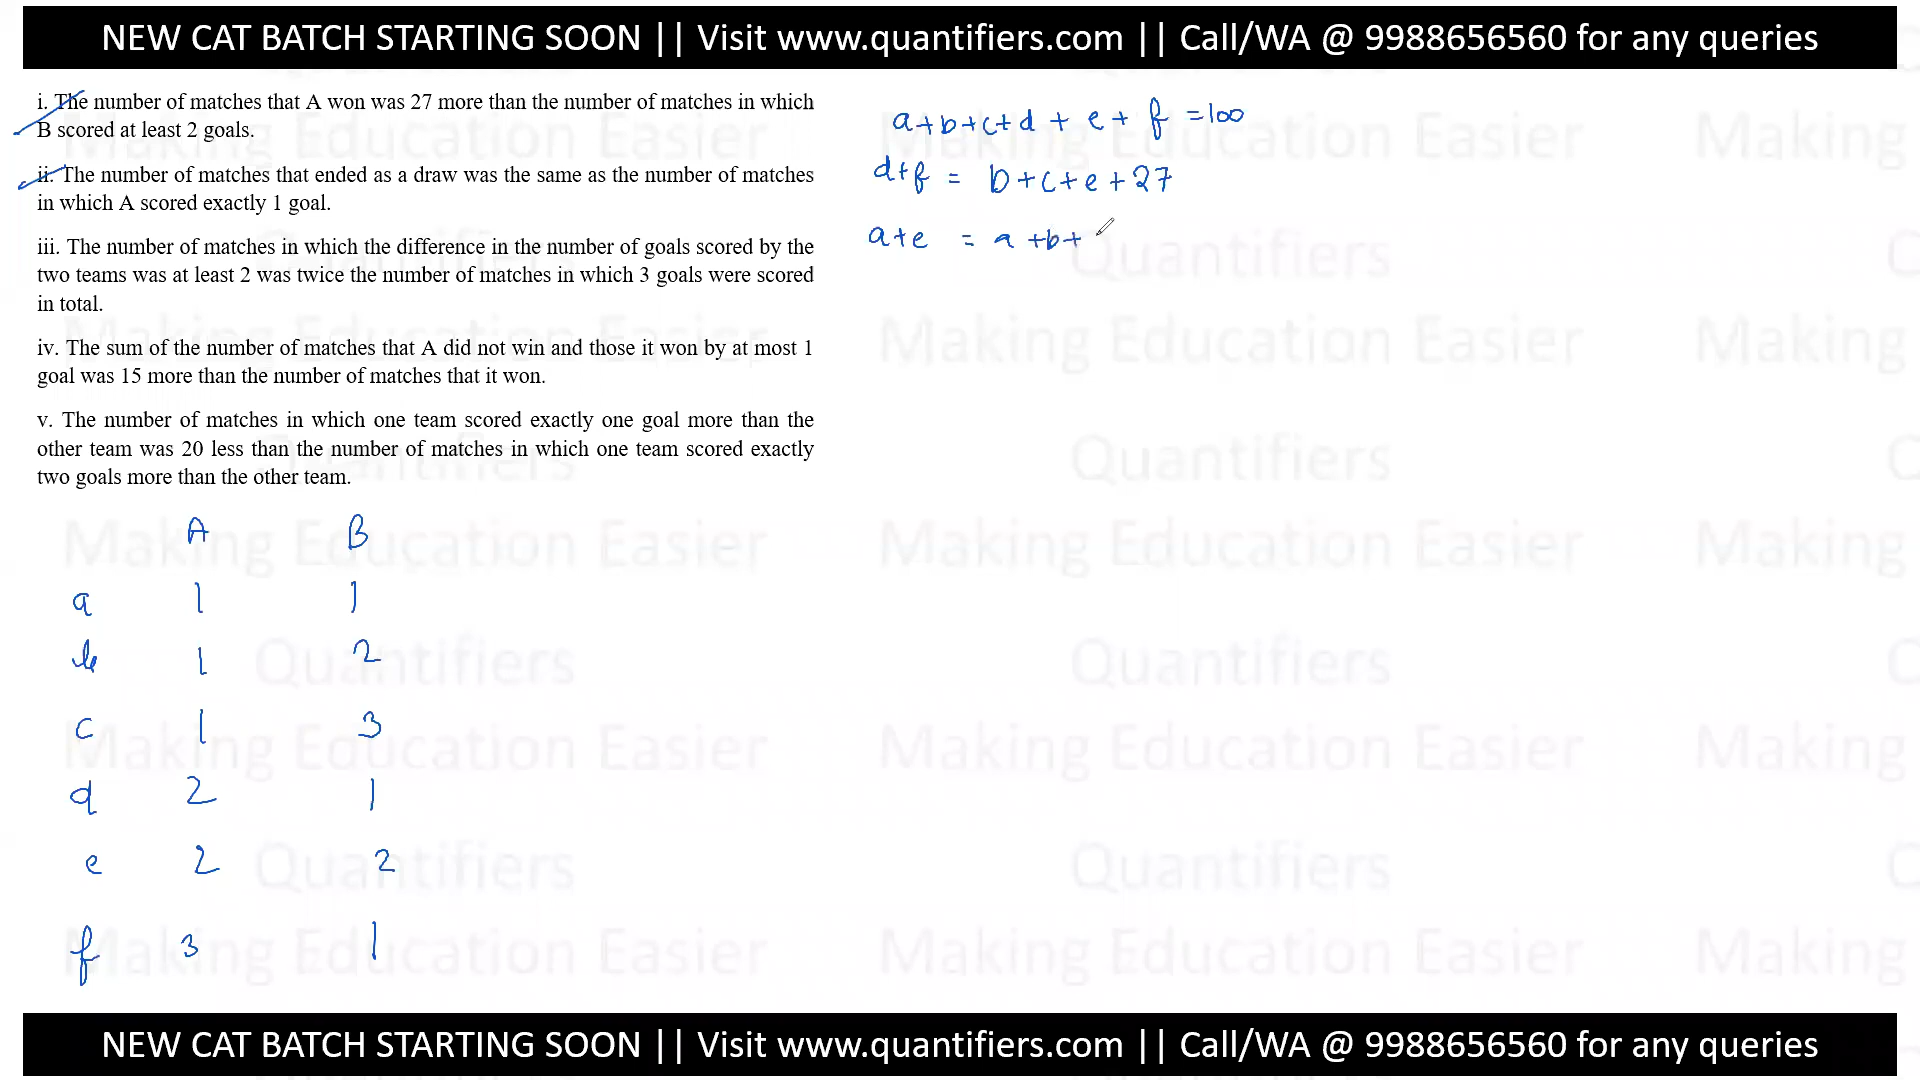 NEW CAT BATCH STARTING SOON || Visit www.quantifiers.com || Call/WA @ 9988656560 for any queries
i. The number of matches that A won was 27 more than the number of matches in which
B scored at least 2 goals.
ii. The number of matches that ended as a draw was the same as the number of matches
in which A scored exactly 1 goal.
iii. The number of matches in which the difference in the number of goals scored by the
two teams was at least 2 was twice the number of matches in which 3 goals were scored
in total.
iv. The sum of the number of matches that A did not win and those it won by at most 1
goal was 15 more than the number of matches that it won.
v. The number of matches in which one team scored exactly one goal more than the
other team was 20 less than the number of matches in which one team scored exactly
two goals more than the other team.
a+b+c+d+e+f=100
d+f = b+c+e+27
a+e = a+b+
A B
a 1 1
b 1 2
c 1 3
d 2 1
e 2 2
f 3 1
Quantifiers
Making Education Easier
NEW CAT BATCH STARTING SOON || Visit www.quantifiers.com || Call/WA @ 9988656560 for any queries